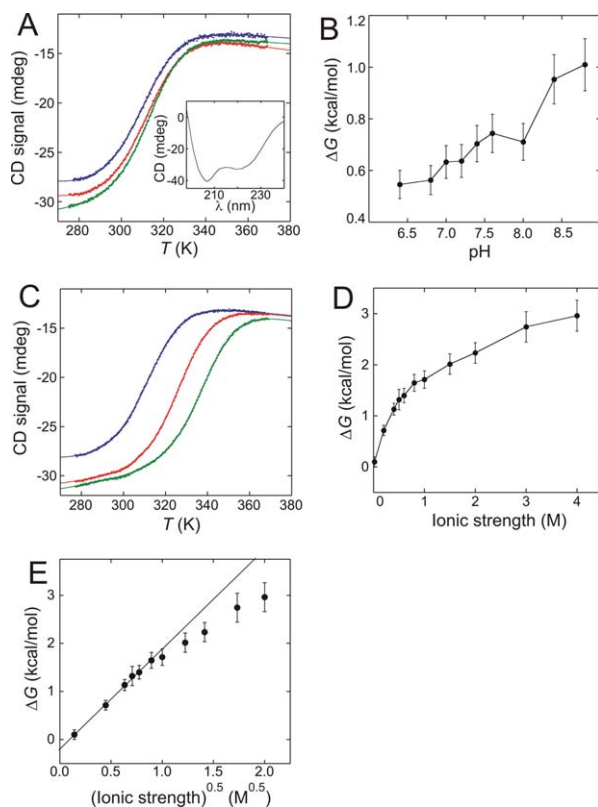 A
CD signal (mdeg)
-15
-20
-25
-30
280 300 320 340 360 380
T (K)
CD (mdeg)
0
-40
210 230
λ (nm)
B
ΔG (kcal/mol)
1.2
1.0
0.8
0.6
0.4
0.2
6.5 7.0 7.5 8.0 8.5
pH
C
CD signal (mdeg)
-15
-20
-25
-30
280 300 320 340 360 380
T (K)
D
ΔG (kcal/mol)
3
2
1
0
0 1 2 3 4
Ionic strength (M)
E
ΔG (kcal/mol)
3
2
1
0
0.0 0.5 1.0 1.5 2.0
(Ionic strength)^0.5 (M^0.5)